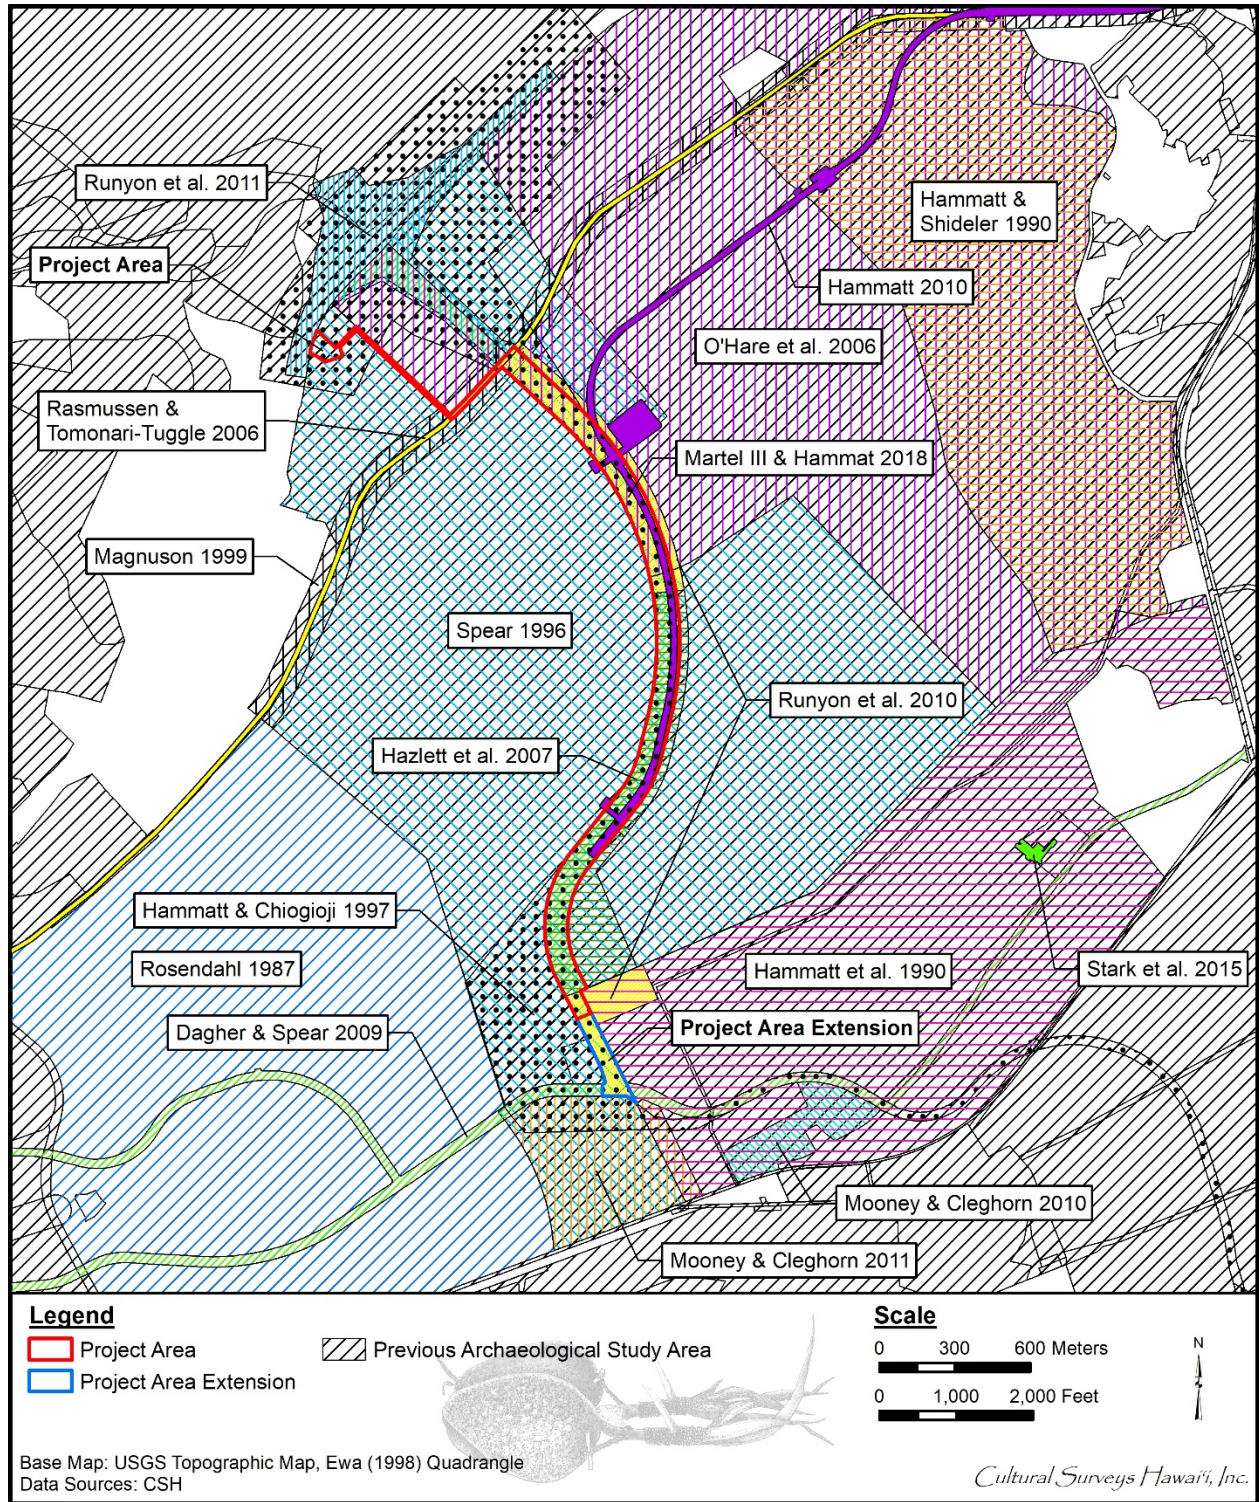 Runyon et al. 2011
Project Area
Hammatt &
Shideler 1990
Hammatt 2010
O'Hare et al. 2006
Rasmussen &
Tomonari-Tuggle 2006
Martel III & Hammat 2018
Magnuson 1999
Spear 1996
Runyon et al. 2010
Hazlett et al. 2007
Hammatt & Chiogioji 1997
Rosendahl 1987
Hammatt et al. 1990
Stark et al. 2015
Dagher & Spear 2009
Project Area Extension
Mooney & Cleghorn 2010
Mooney & Cleghorn 2011
Legend
Project Area
Previous Archaeological Study Area
Project Area Extension
Scale
0 300 600 Meters
0 1,000 2,000 Feet
N
Base Map: USGS Topographic Map, Ewa (1998) Quadrangle
Data Sources: CSH
Cultural Surveys Hawaiʻi, Inc.